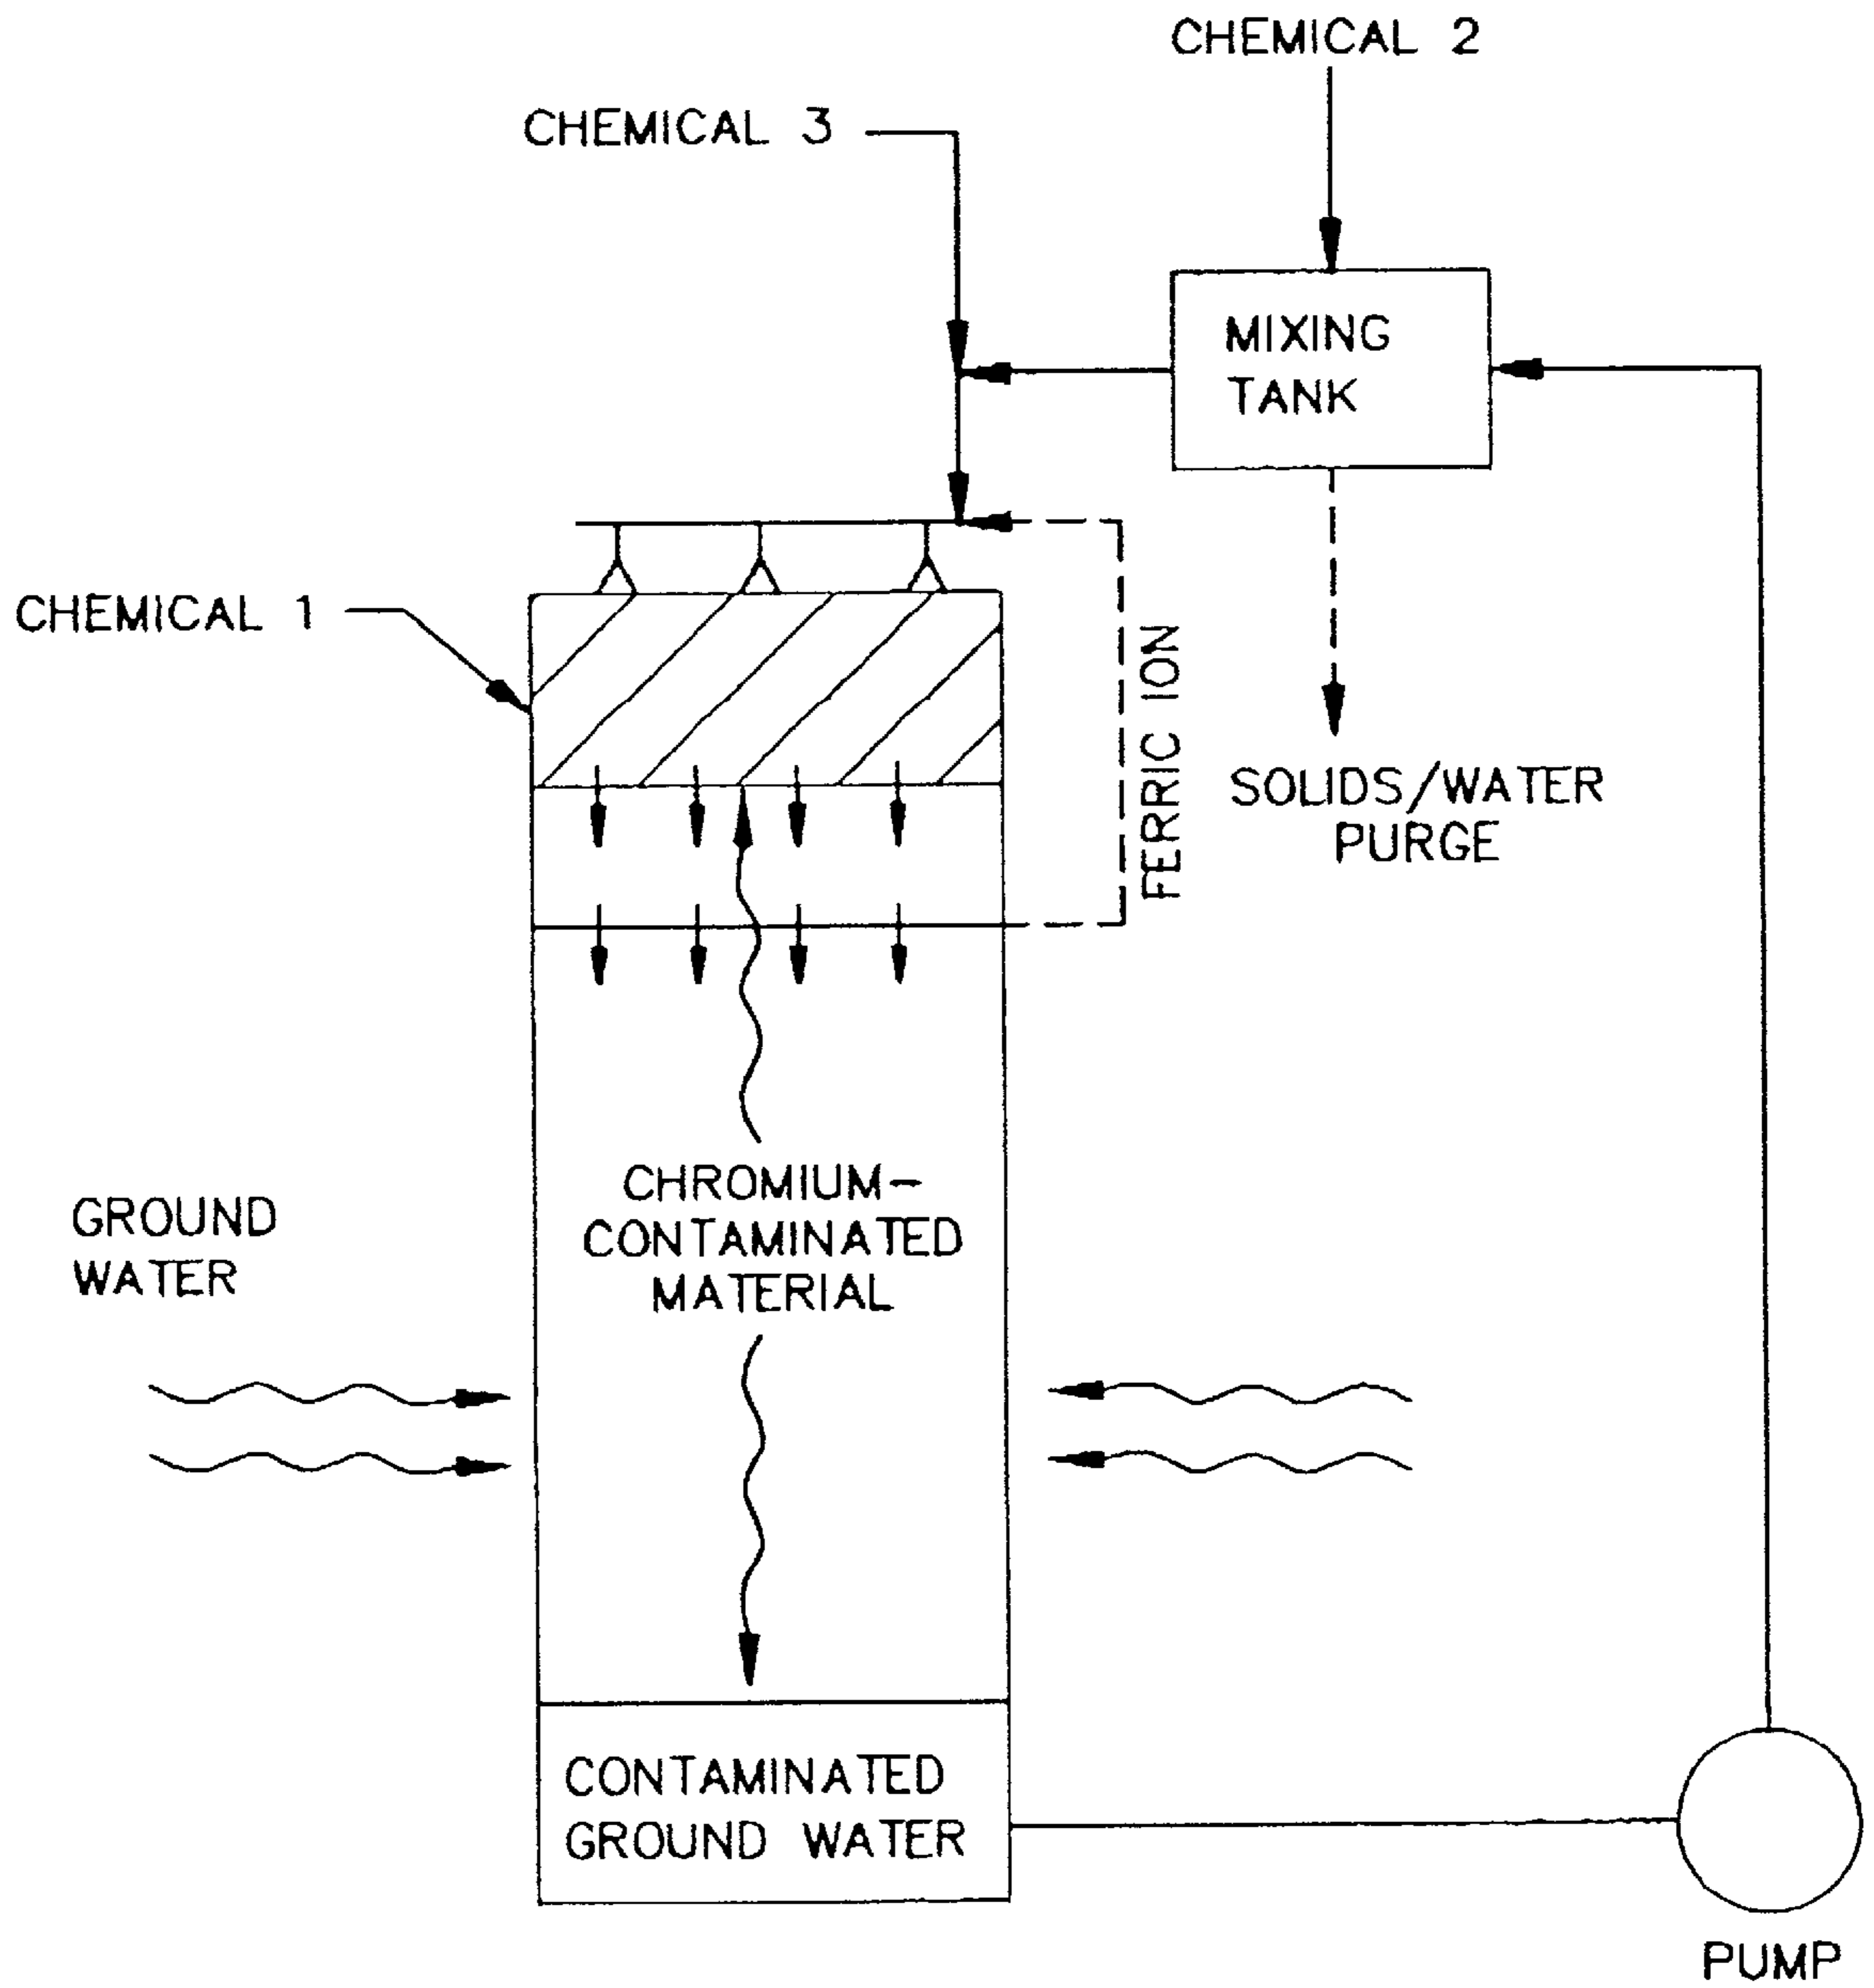 CHEMICAL 2
CHEMICAL 3
MIXING
TANK
CHEMICAL 1
FERRIC ION
SOLIDS/WATER
PURGE
CHROMIUM-
CONTAMINATED
MATERIAL
GROUND
WATER
CONTAMINATED
GROUND WATER
PUMP